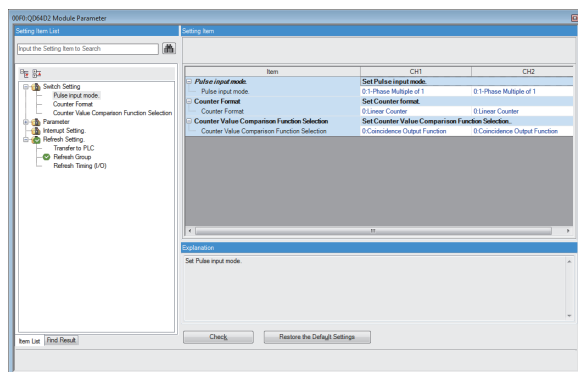 00F0:QD64D2 Module Parameter
Setting Item List
Setting Item
Input the Setting Item to Search
Switch Setting
Pulse input mode.
Counter Format
Counter Value Comparison Function Selection
Parameter
Interrupt Setting.
Refresh Setting.
Transfer to PLC
Refresh Group
Refresh Timing (I/O)
Item List
Find Result
Item CH1 CH2
Pulse input mode. Set Pulse input mode.
Pulse input mode. 0:1-Phase Multiple of 1 0:1-Phase Multiple of 1
Counter Format Set Counter format.
Counter Format 0:Linear Counter 0:Linear Counter
Counter Value Comparison Function Selection Set Counter Value Comparison Function Selection..
Counter Value Comparison Function Selection 0:Coincidence Output Function 0:Coincidence Output Function
Explanation
Set Pulse input mode.
Check Restore the Default Settings